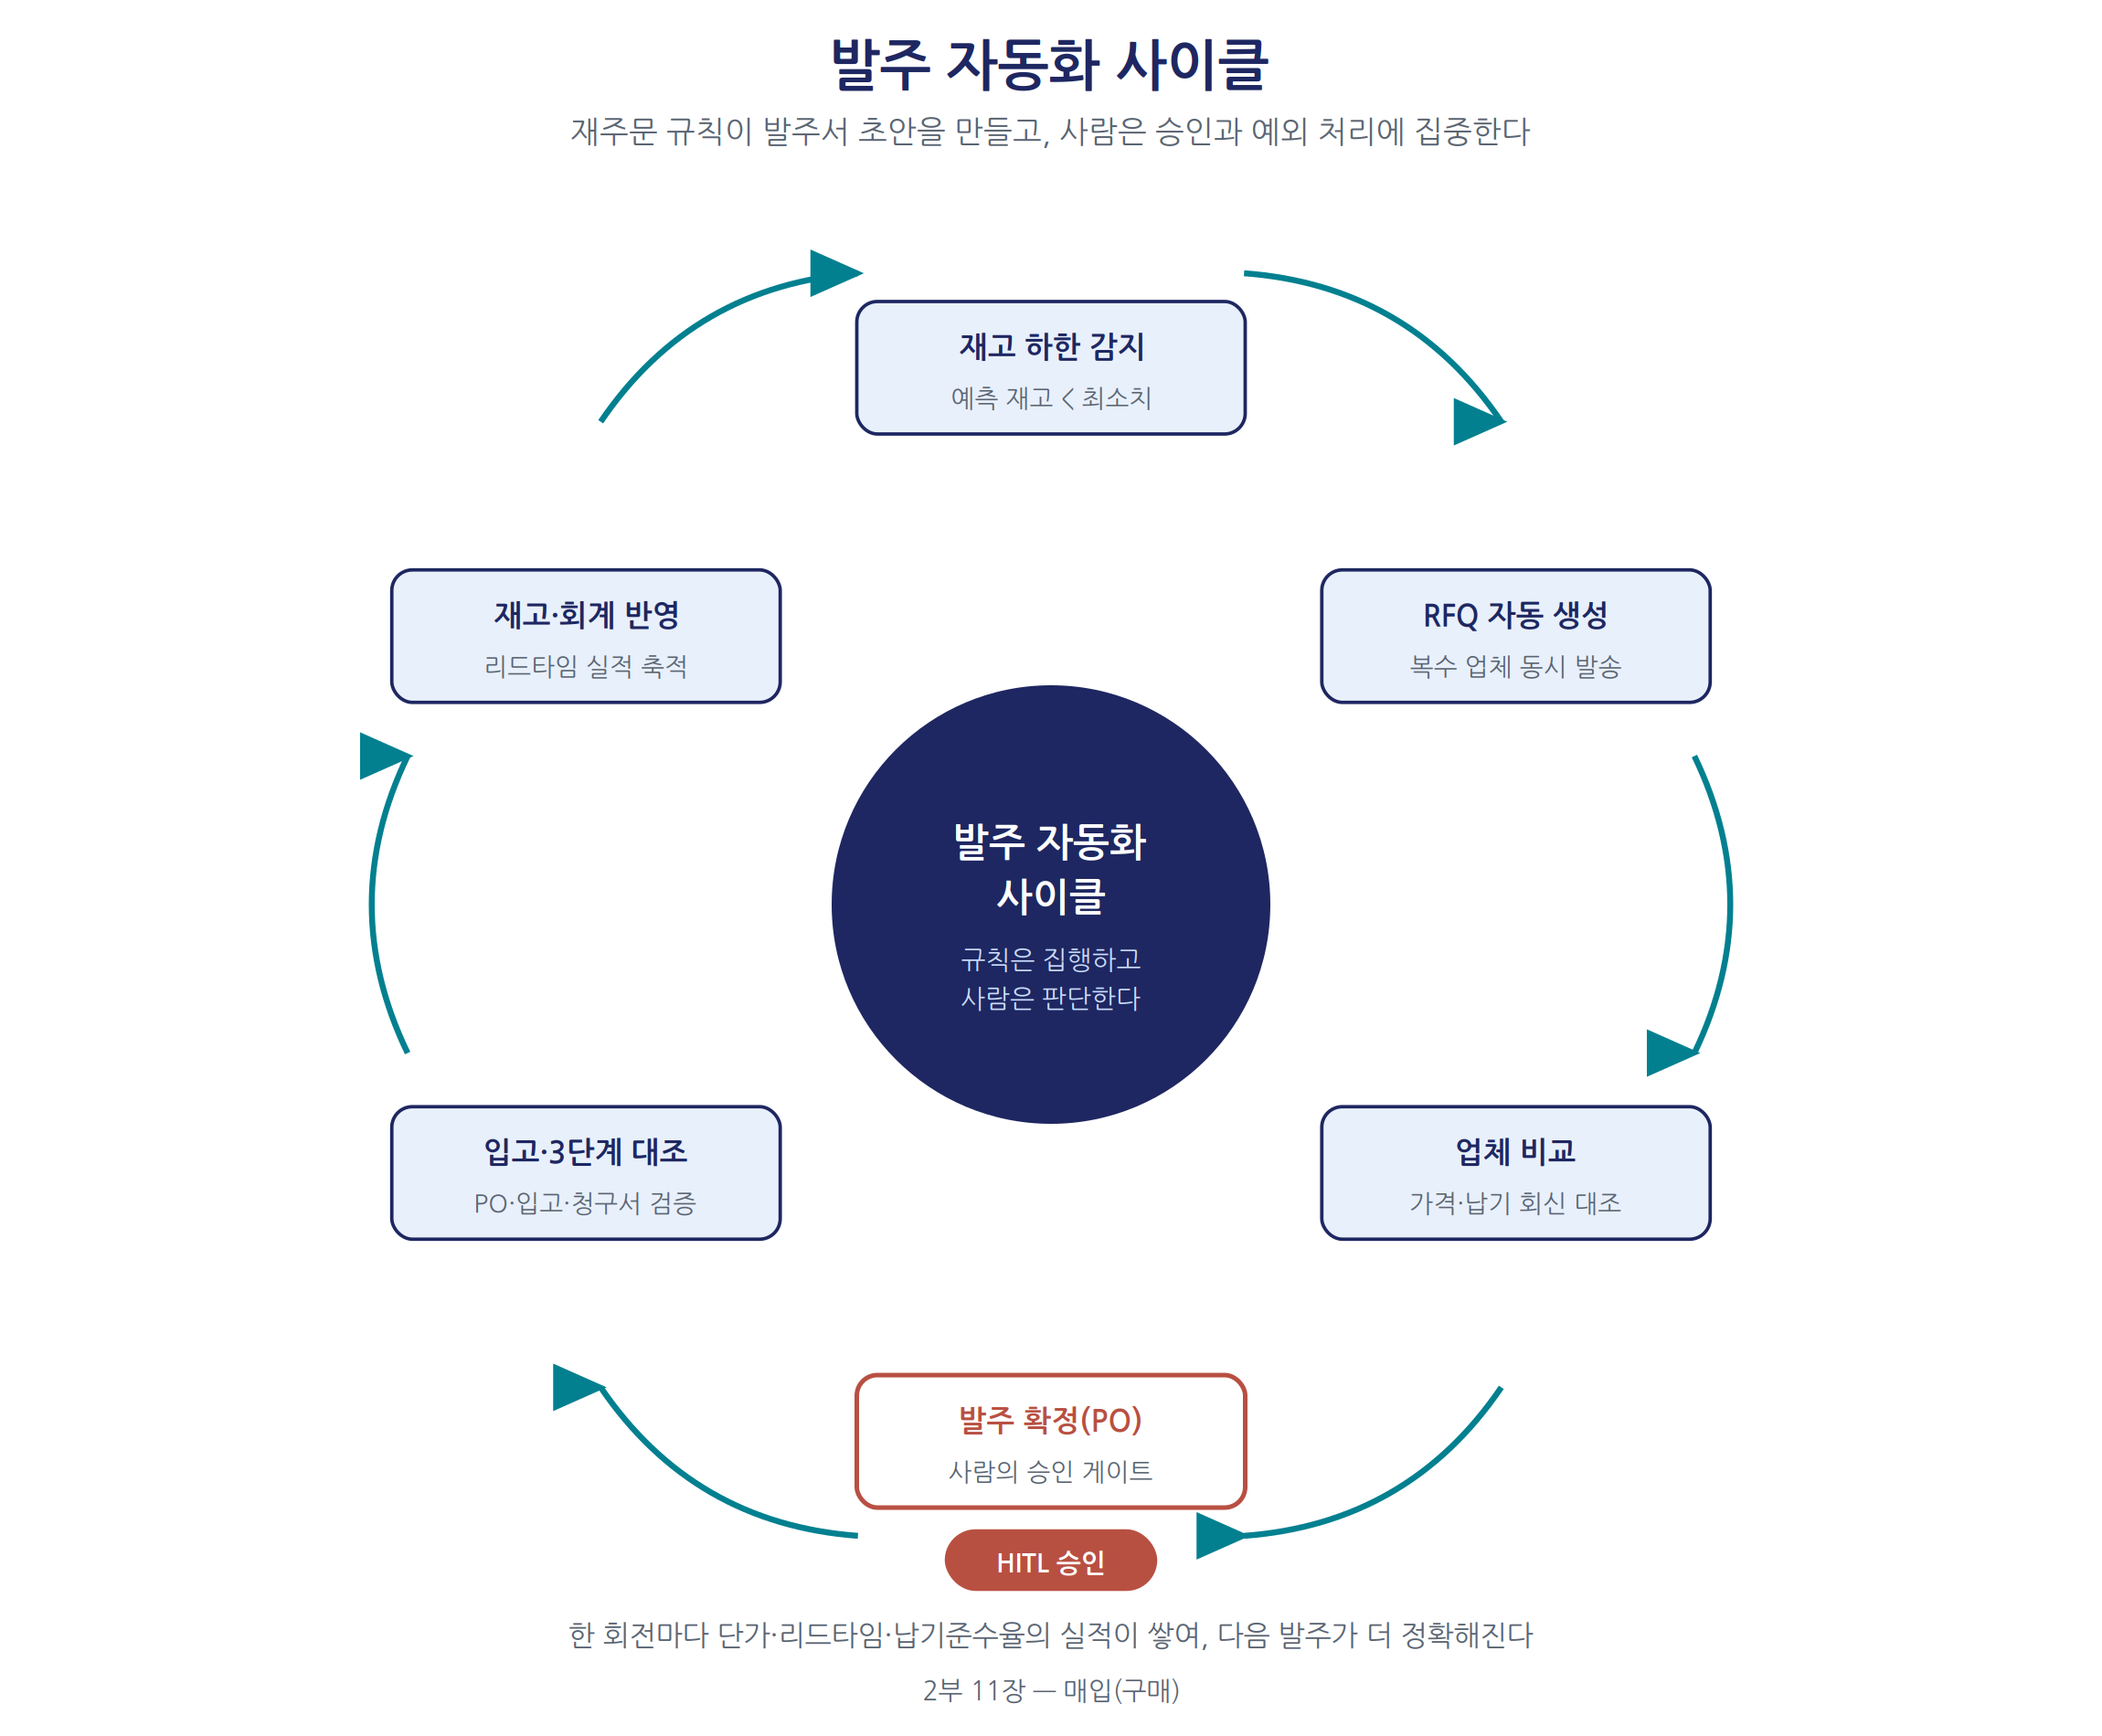 발주 자동화 사이클
재주문 규칙이 발주서 초안을 만들고, 사람은 승인과 예외 처리에 집중한다
재고 하한 감지
예측 재고 < 최소치
재고·회계 반영
리드타임 실적 축적
RFQ 자동 생성
복수 업체 동시 발송
발주 자동화
사이클
규칙은 집행하고
사람은 판단한다
입고·3단계 대조
PO·입고·청구서 검증
업체 비교
가격·납기 회신 대조
발주 확정(PO)
사람의 승인 게이트
HITL 승인
한 회전마다 단가·리드타임·납기준수율의 실적이 쌓여, 다음 발주가 더 정확해진다
2부 11장 — 매입(구매)